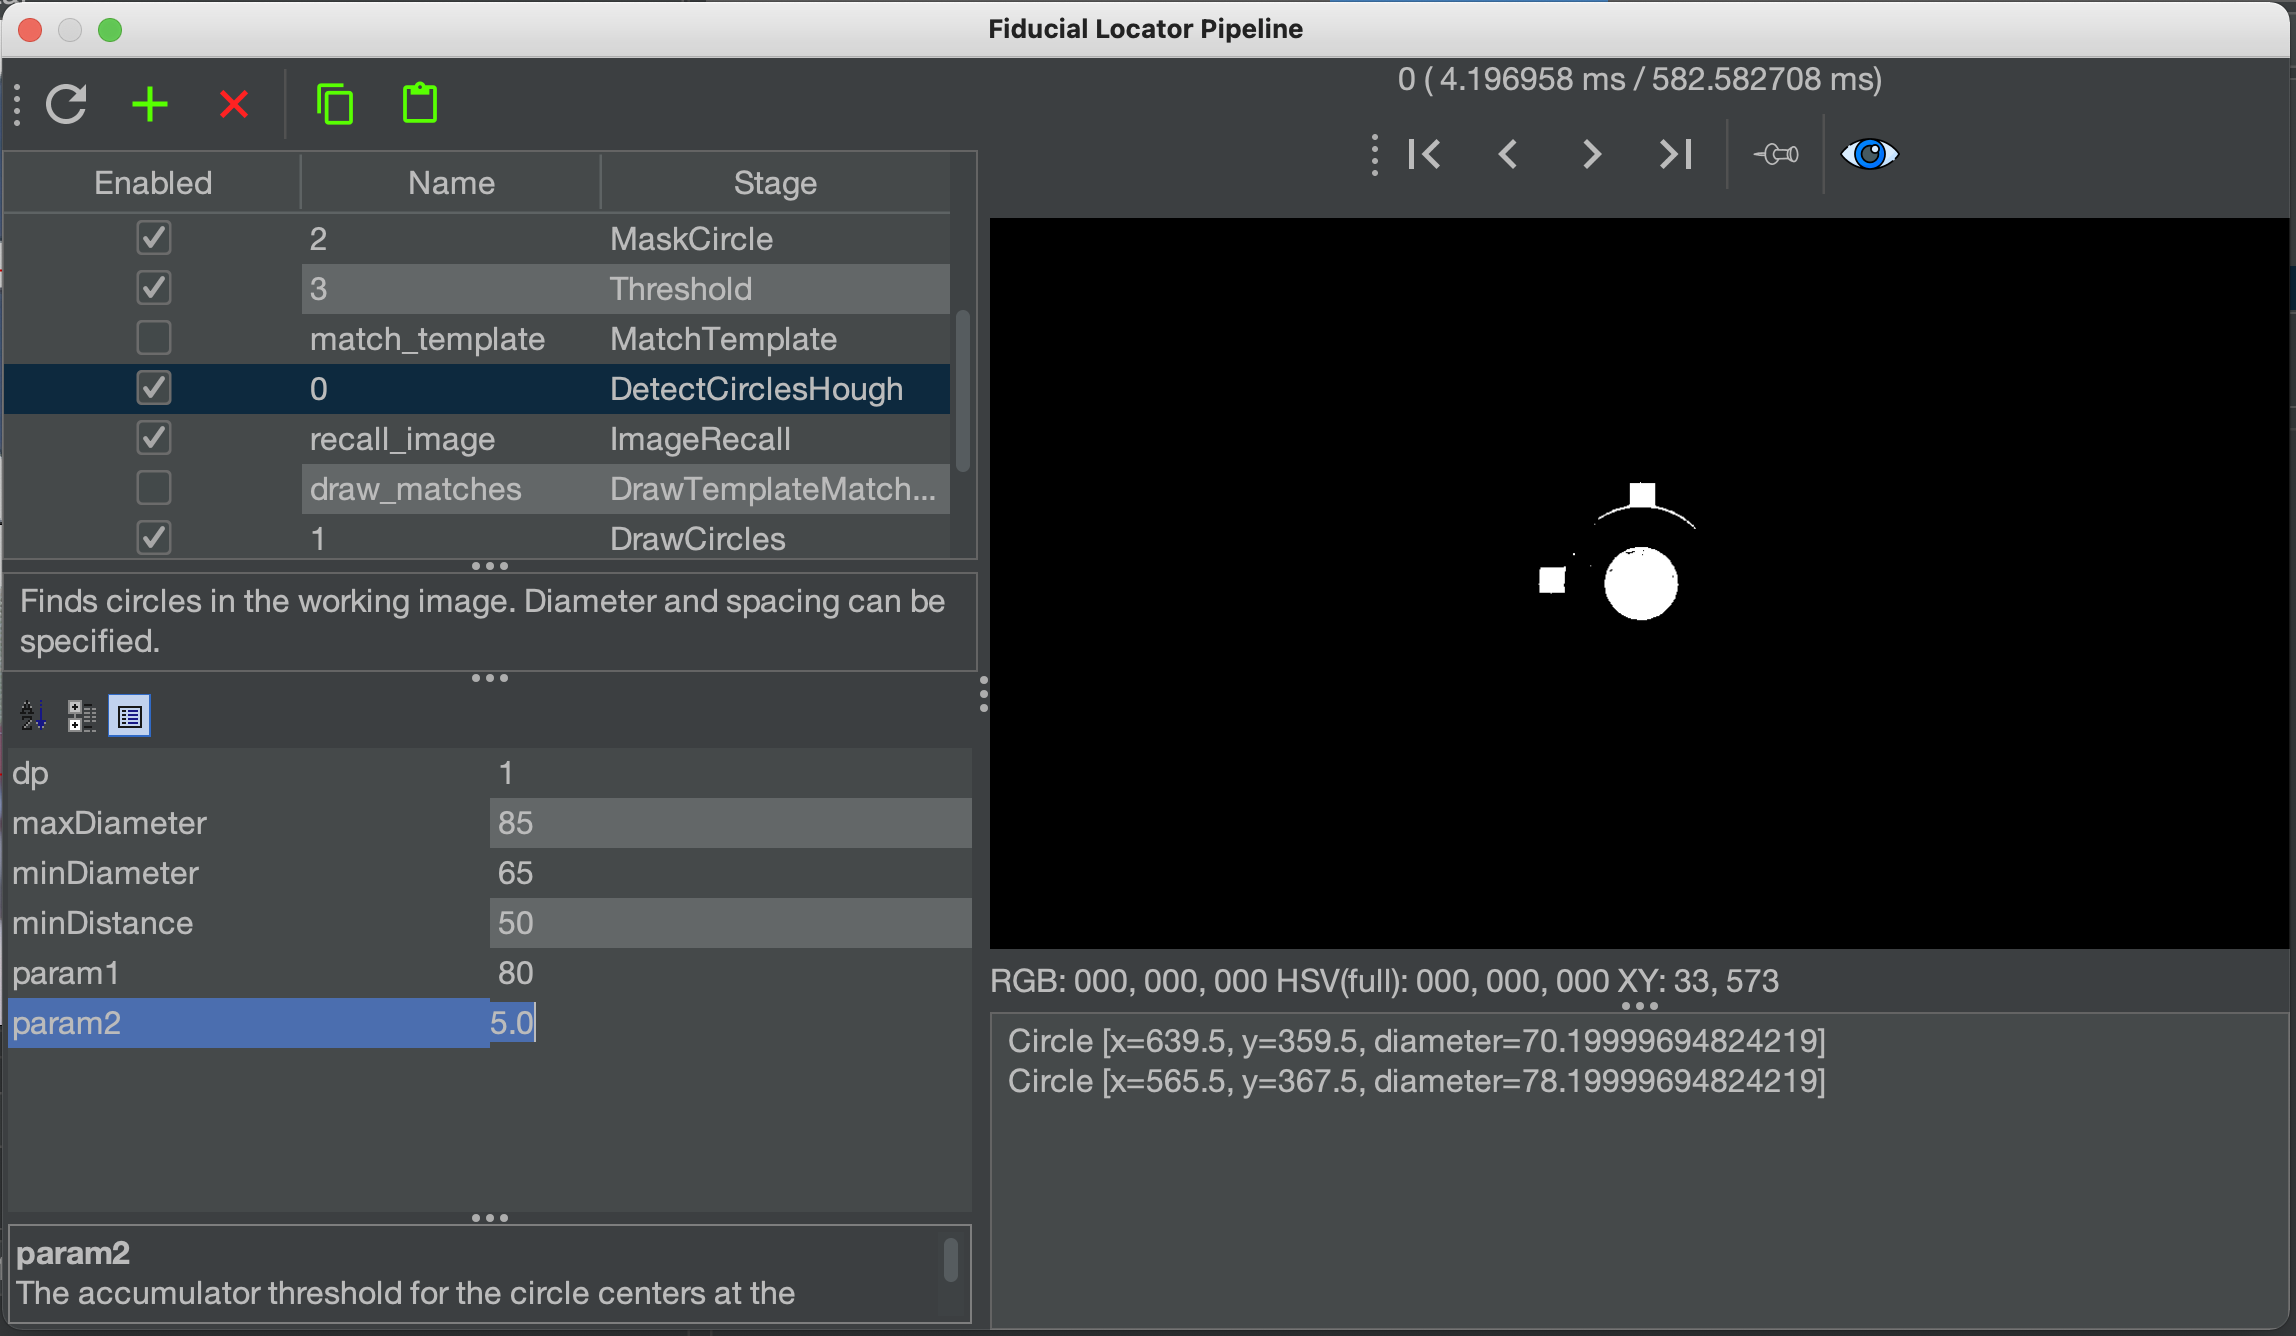 Fiducial Locator Pipeline
0 ( 4.196958 ms / 582.582708 ms)
Enabled Name Stage
2 MaskCircle
3 Threshold
match_template MatchTemplate
0 DetectCirclesHough
recall_image ImageRecall
draw_matches DrawTemplateMatch...
1 DrawCircles
Finds circles in the working image. Diameter and spacing can be
specified.
dp 1
maxDiameter 85
minDiameter 65
minDistance 50
param1 80
param2 5.0
param2
The accumulator threshold for the circle centers at the
RGB: 000, 000, 000 HSV(full): 000, 000, 000 XY: 33, 573
Circle [x=639.5, y=359.5, diameter=70.19999694824219]
Circle [x=565.5, y=367.5, diameter=78.19999694824219]